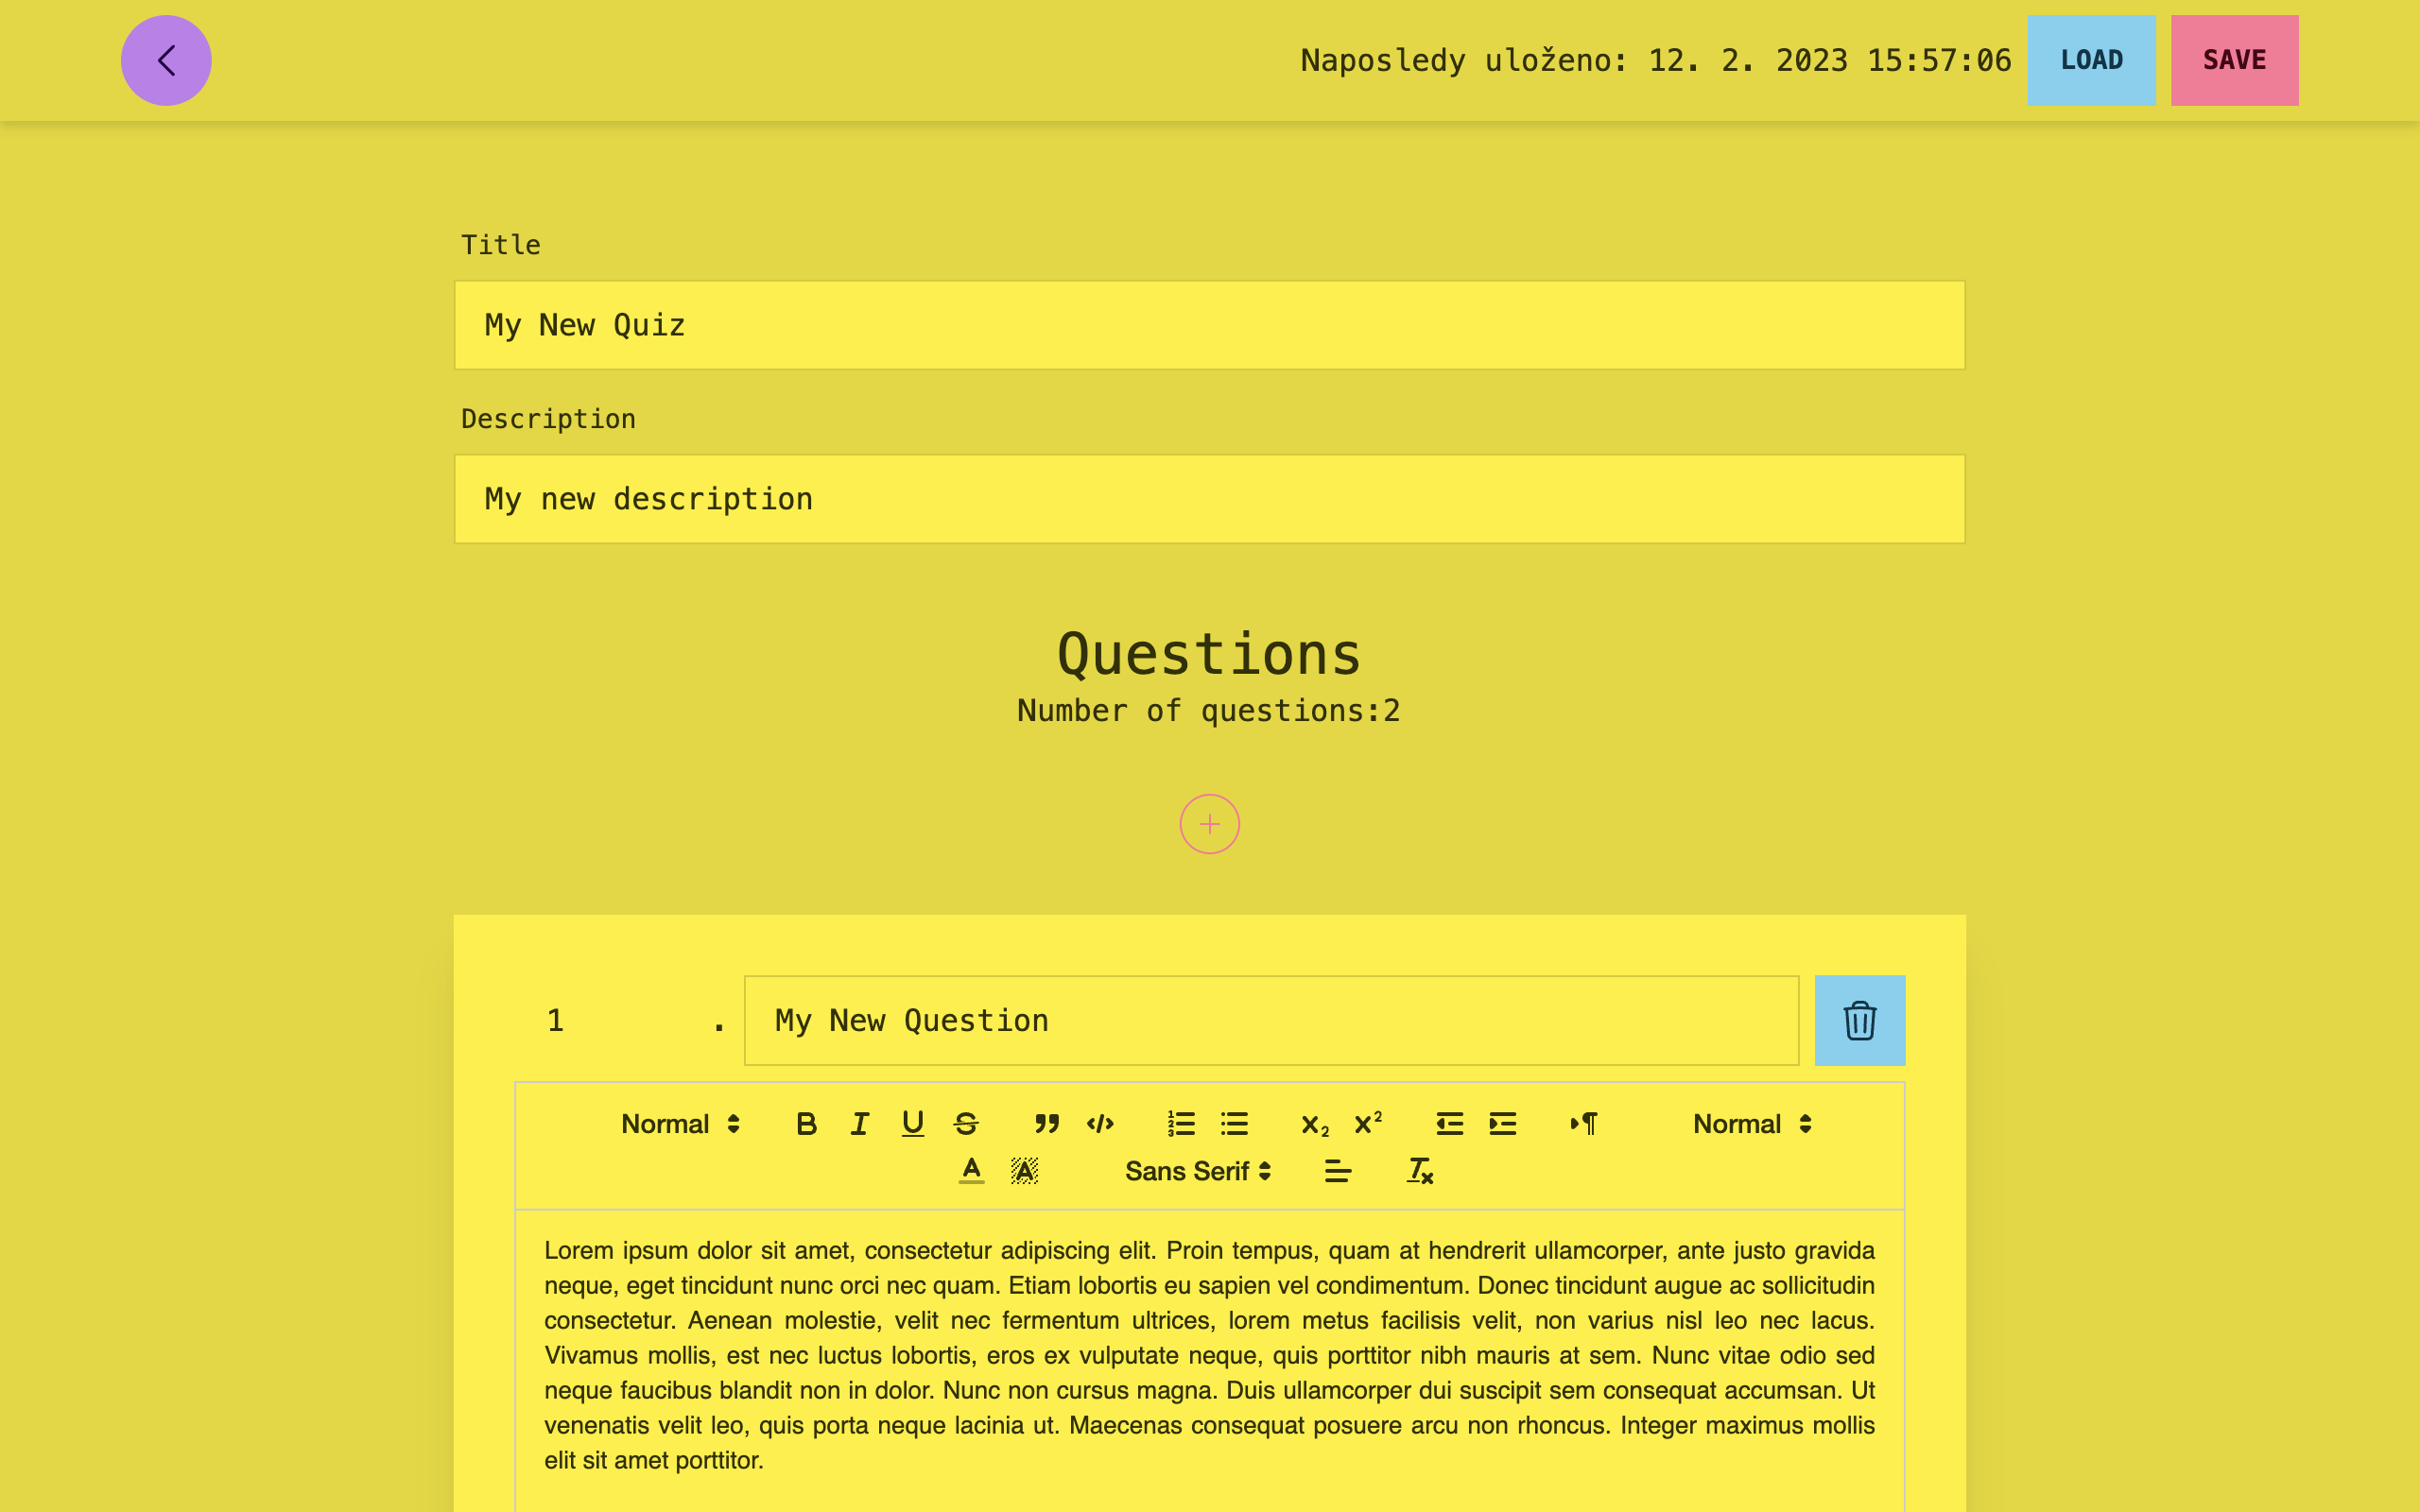 Naposledy uloženo: 12. 2. 2023 15:57:06 LOAD SAVE
Title
My New Quiz
Description
My new description
Questions
Number of questions:2
1 . My New Question
Normal B I U S x₂ x² Normal
A A Sans Serif
Lorem ipsum dolor sit amet, consectetur adipiscing elit. Proin tempus, quam at hendrerit ullamcorper, ante justo gravida
neque, eget tincidunt nunc orci nec quam. Etiam lobortis eu sapien vel condimentum. Donec tincidunt augue ac sollicitudin
consectetur. Aenean molestie, velit nec fermentum ultrices, lorem metus facilisis velit, non varius nisl leo nec lacus.
Vivamus mollis, est nec luctus lobortis, eros ex vulputate neque, quis porttitor nibh mauris at sem. Nunc vitae odio sed
neque faucibus blandit non in dolor. Nunc non cursus magna. Duis ullamcorper dui suscipit sem consequat accumsan. Ut
venenatis velit leo, quis porta neque lacinia ut. Maecenas consequat posuere arcu non rhoncus. Integer maximus mollis
elit sit amet porttitor.